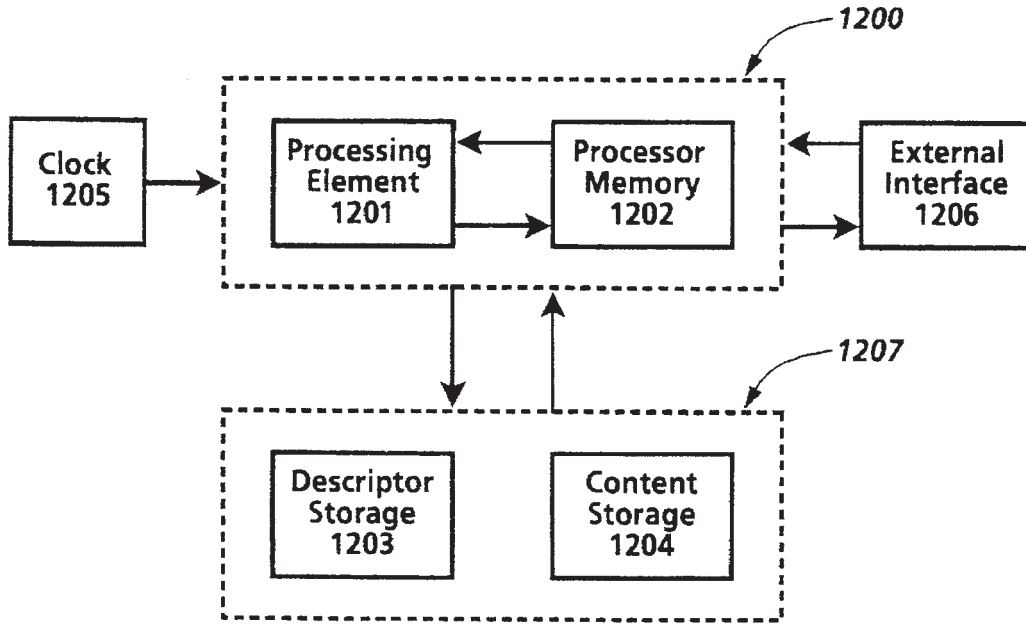 1200
Clock
1205
Processing
Element
1201
Processor
Memory
1202
External
Interface
1206
1207
Descriptor
Storage
1203
Content
Storage
1204